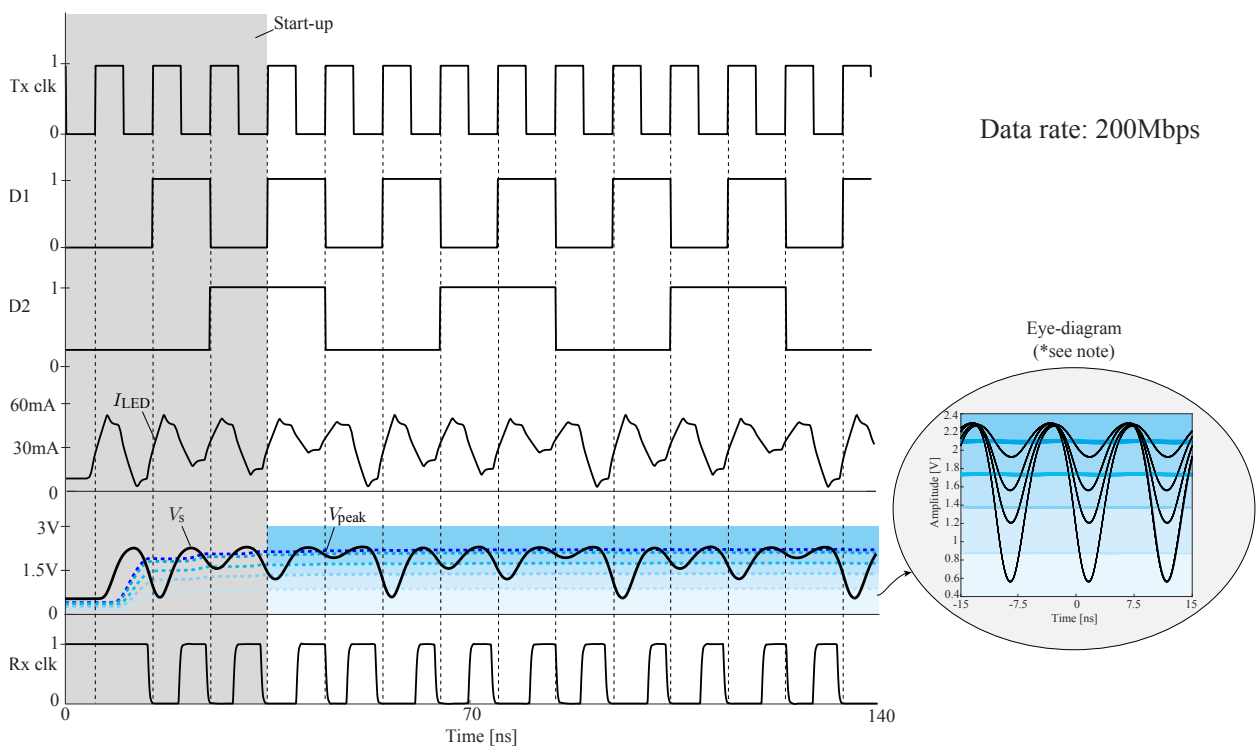 Start-up
1
Tx clk
0
Data rate: 200Mbps
1
D1
0
1
D2
0
Eye-diagram
(*see note)
60mA
I_LED
30mA
0
2.4
2.2
2
1.8
1.6
1.4
1.2
1
0.8
0.6
0.4
Amplitude [V]
-15 -7.5 0 7.5 15
Time [ns]
3V
V_s
V_peak
1.5V
0
1
Rx clk
0
0 70 140
Time [ns]